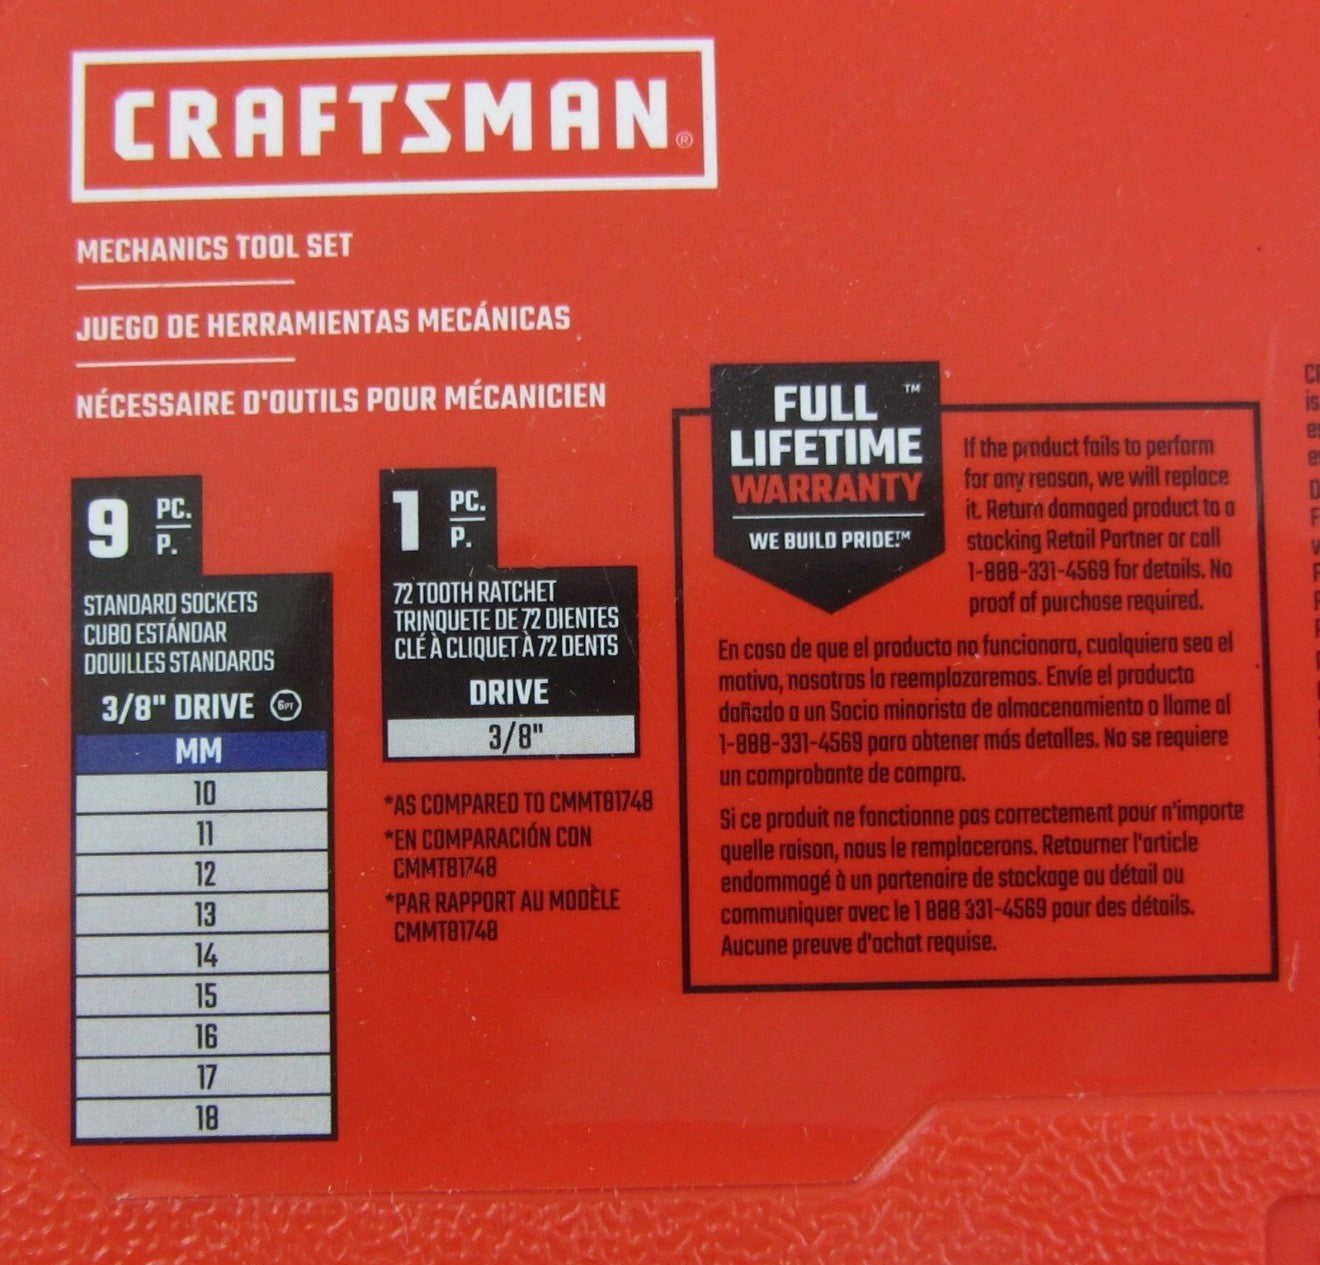 CRAFTSMAN®
MECHANICS TOOL SET
JUEGO DE HERRAMIENTAS MECÁNICAS
NÉCESSAIRE D'OUTILS POUR MÉCANICIEN
9 PC.
P.
STANDARD SOCKETS
CUBO ESTÁNDAR
DOUILLES STANDARDS
3/8" DRIVE 6PT
MM
10
11
12
13
14
15
16
17
18
1 PC.
P.
72 TOOTH RATCHET
TRINQUETE DE 72 DIENTES
CLÉ À CLIQUET À 72 DENTS
DRIVE
3/8"
*AS COMPARED TO CMMT81748
*EN COMPARACIÓN CON
CMMT81748
*PAR RAPPORT AU MODÈLE
CMMT81748
FULL ™
LIFETIME
WARRANTY
WE BUILD PRIDE.™
If the product fails to perform
for any reason, we will replace
it. Return damaged product to a
stocking Retail Partner or call
1-888-331-4569 for details. No
proof of purchase required.
En caso de que el producto no funcionara, cualquiera sea el
motivo, nosotros lo reemplazaremos. Envíe el producto
dañado a un Socio minorista de almacenamiento o llame al
1-888-331-4569 para obtener más detalles. No se requiere
un comprobante de compra.
Si ce produit ne fonctionne pas correctement pour n'importe
quelle raison, nous le remplacerons. Retourner l'article
endommagé à un partenaire de stockage au détail ou
communiquer avec le 1 888 331-4569 pour des détails.
Aucune preuve d'achat requise.